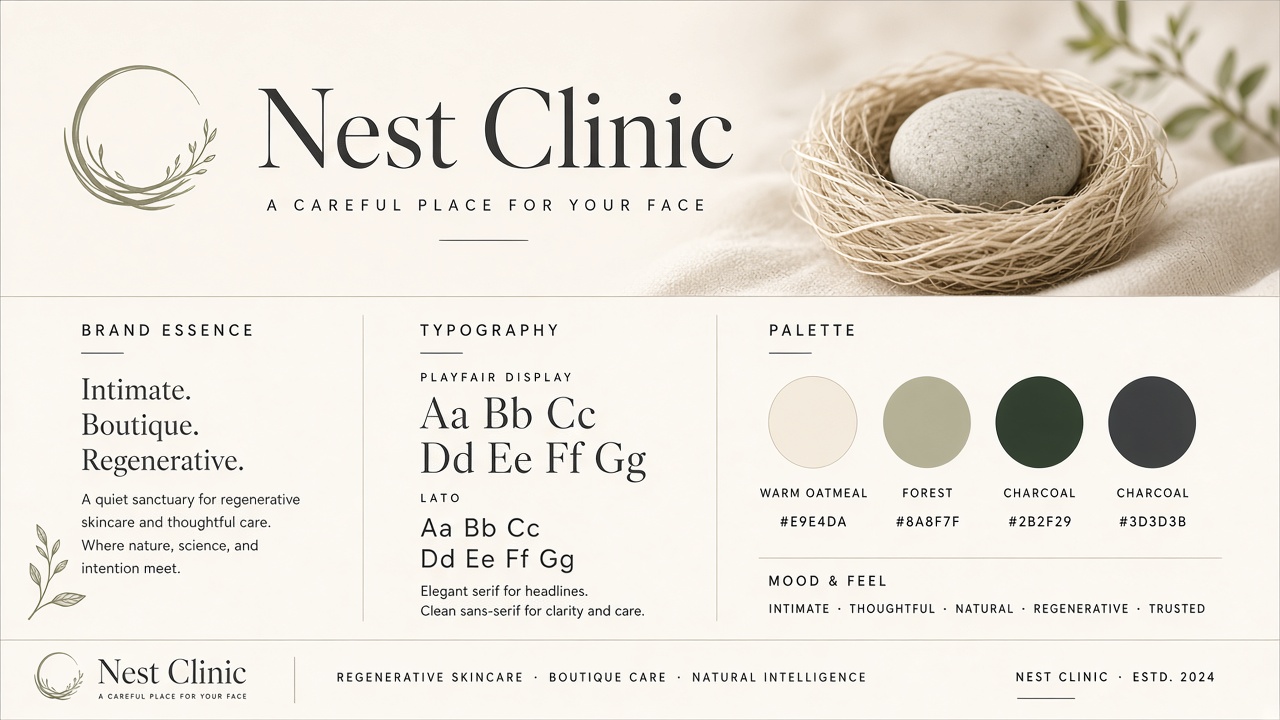 Nest Clinic
A CAREFUL PLACE FOR YOUR FACE
BRAND ESSENCE
Intimate.
Boutique.
Regenerative.
A quiet sanctuary for regenerative
skincare and thoughtful care.
Where nature, science, and
intention meet.
TYPOGRAPHY
PLAYFAIR DISPLAY
Aa Bb Cc
Dd Ee Ff Gg
LATO
Aa Bb Cc
Dd Ee Ff Gg
Elegant serif for headlines.
Clean sans-serif for clarity and care.
PALETTE
WARM OATMEAL
#E9E4DA
FOREST
#8A8F7F
CHARCOAL
#2B2F29
CHARCOAL
#3D3D3B
MOOD & FEEL
INTIMATE · THOUGHTFUL · NATURAL · REGENERATIVE · TRUSTED
Nest Clinic
A CAREFUL PLACE FOR YOUR FACE
REGENERATIVE SKINCARE · BOUTIQUE CARE · NATURAL INTELLIGENCE
NEST CLINIC · ESTD. 2024